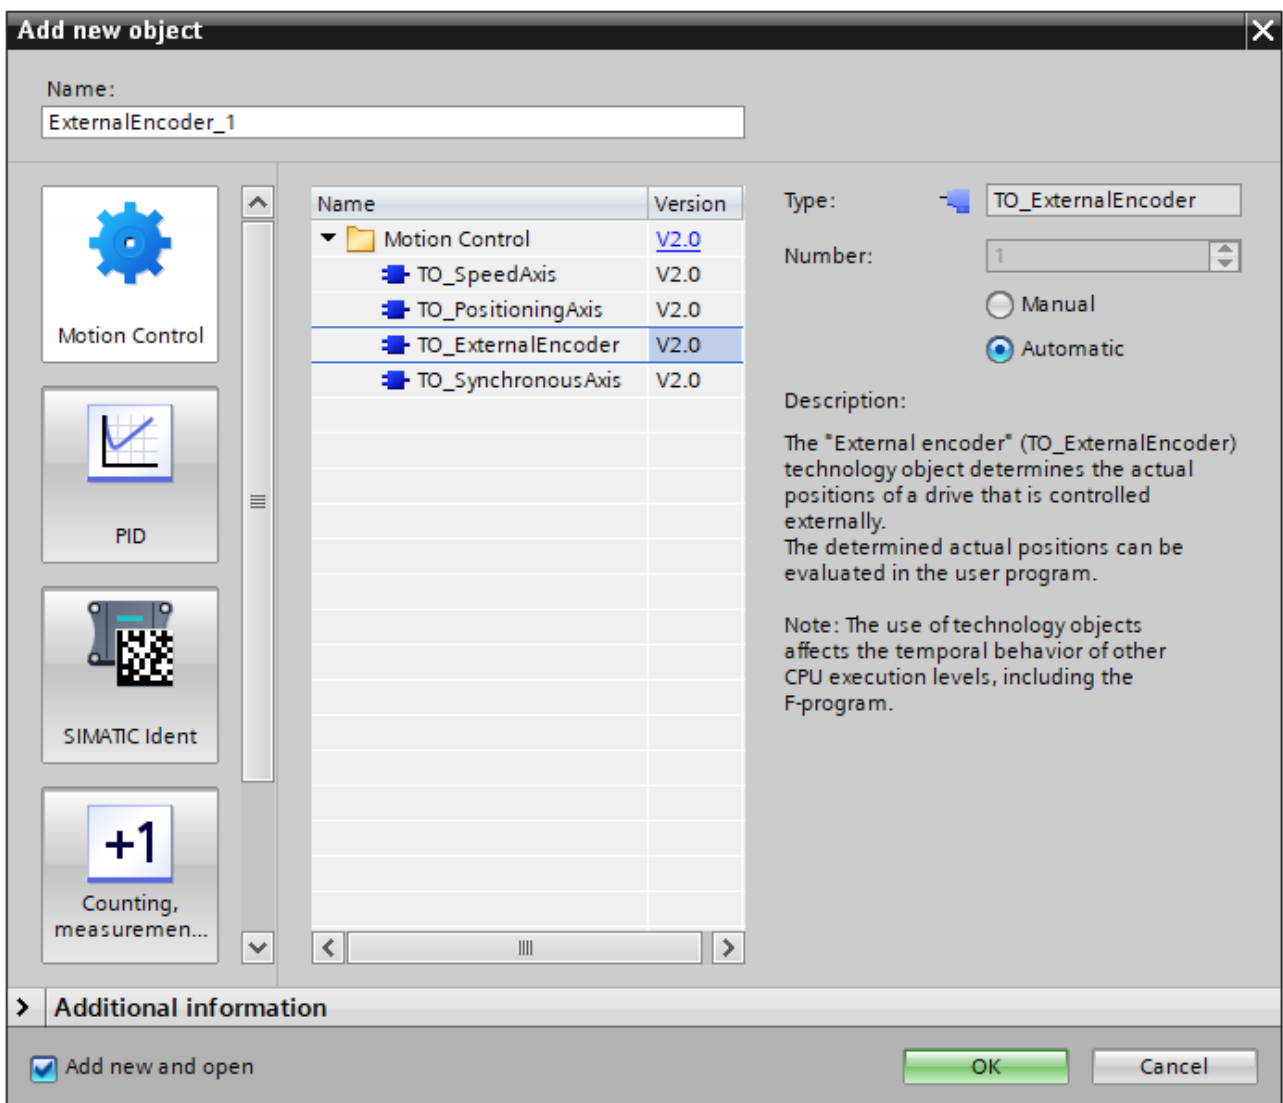 Add new object
Name:
ExternalEncoder_1
Motion Control
PID
SIMATIC Ident
+1
Counting,
measuremen...
Name Version
Motion Control V2.0
TO_SpeedAxis V2.0
TO_PositioningAxis V2.0
TO_ExternalEncoder V2.0
TO_SynchronousAxis V2.0
Type: TO_ExternalEncoder
Number: 1
Manual
Automatic
Description:
The "External encoder" (TO_ExternalEncoder)
technology object determines the actual
positions of a drive that is controlled
externally.
The determined actual positions can be
evaluated in the user program.
Note: The use of technology objects
affects the temporal behavior of other
CPU execution levels, including the
F-program.
Additional information
Add new and open
OK
Cancel